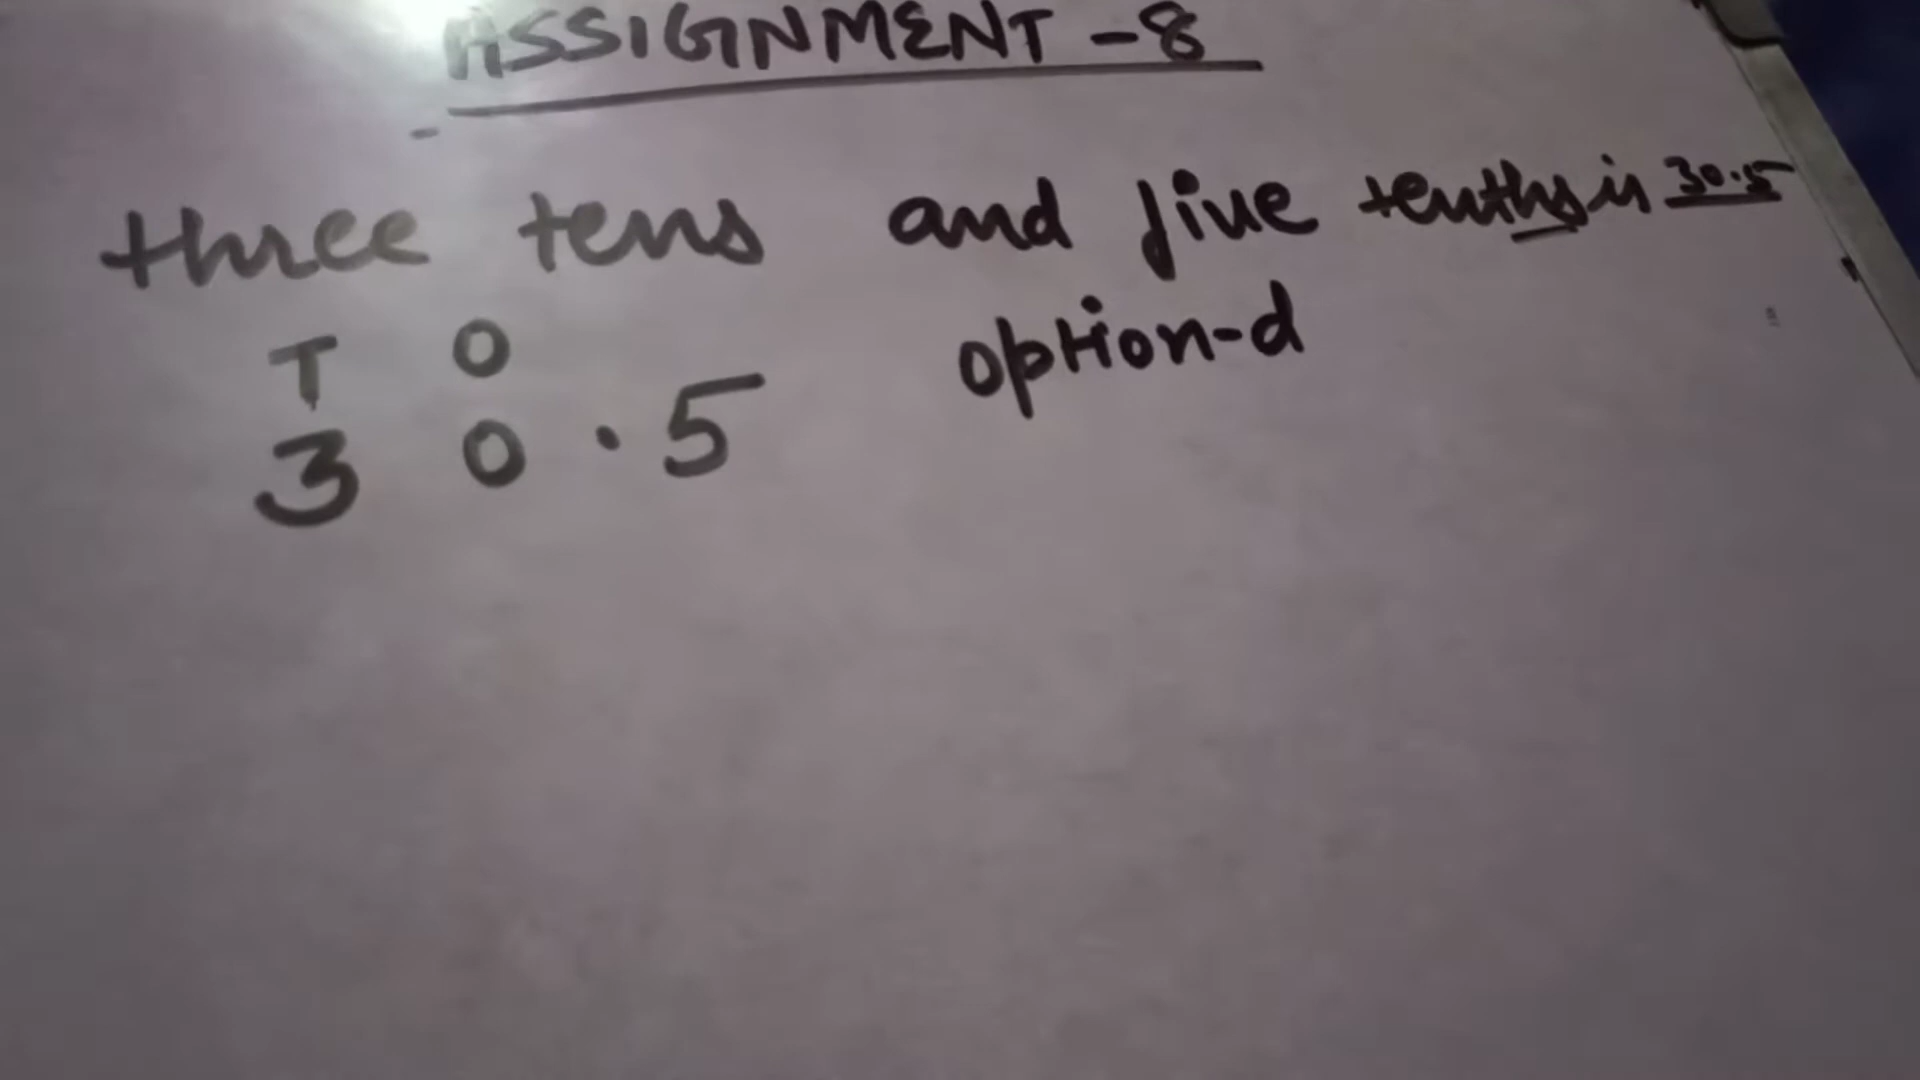 ASSIGNMENT -8
three tens and five tenths is 30.5
option-d
T O
3 0 . 5